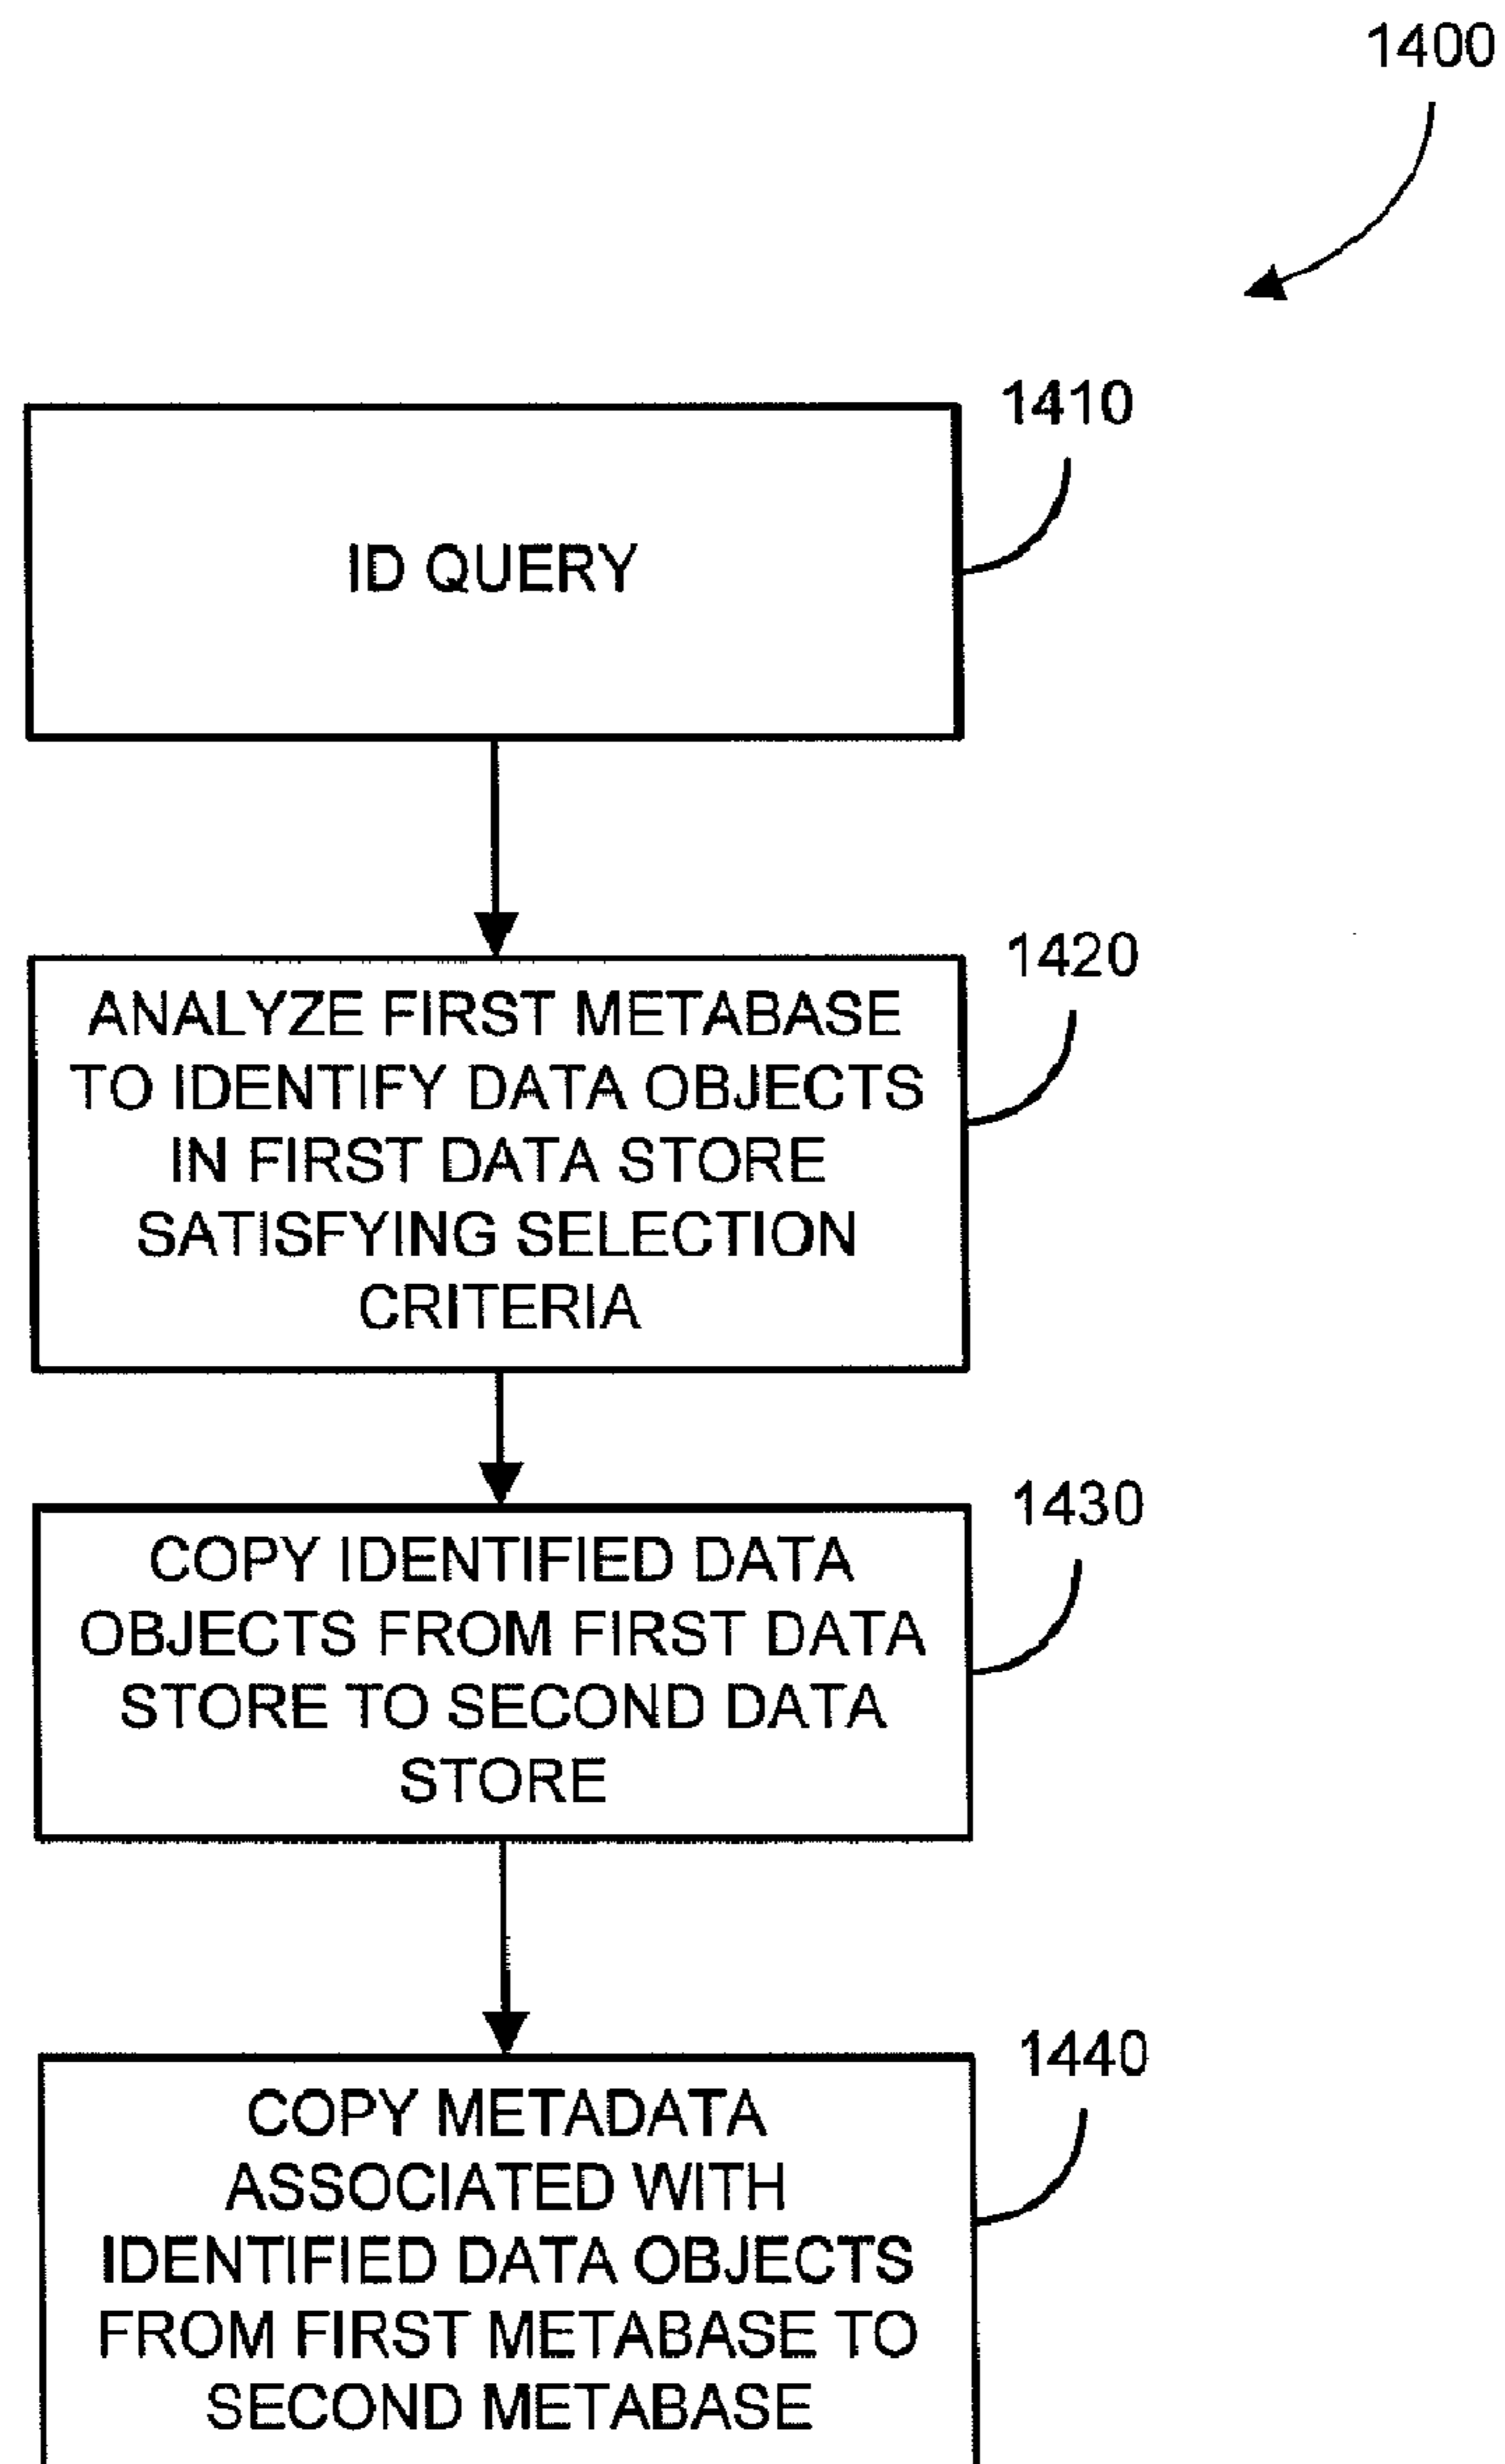 1400
1410
ID QUERY
1420
ANALYZE FIRST METABASE
TO IDENTIFY DATA OBJECTS
IN FIRST DATA STORE
SATISFYING SELECTION
CRITERIA
1430
COPY IDENTIFIED DATA
OBJECTS FROM FIRST DATA
STORE TO SECOND DATA
STORE
1440
COPY METADATA
ASSOCIATED WITH
IDENTIFIED DATA OBJECTS
FROM FIRST METABASE TO
SECOND METABASE